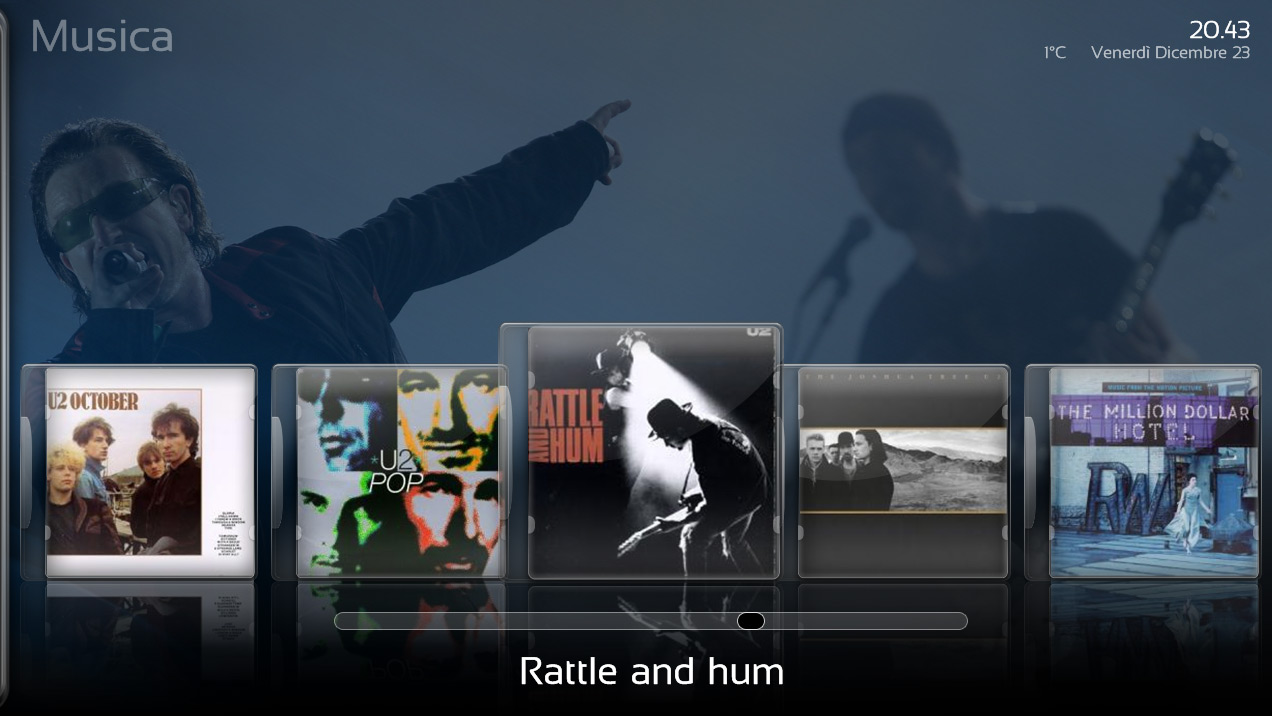 Musica
20.43
1°C Venerdì Dicembre 23
U2 OCTOBER
*U2*
POP
U2
RATTLE
AND
HUM
THE JOSHUA TREE
MUSIC FROM THE MOTION PICTURE
THE MILLION DOLLAR
HOTEL
Rattle and hum